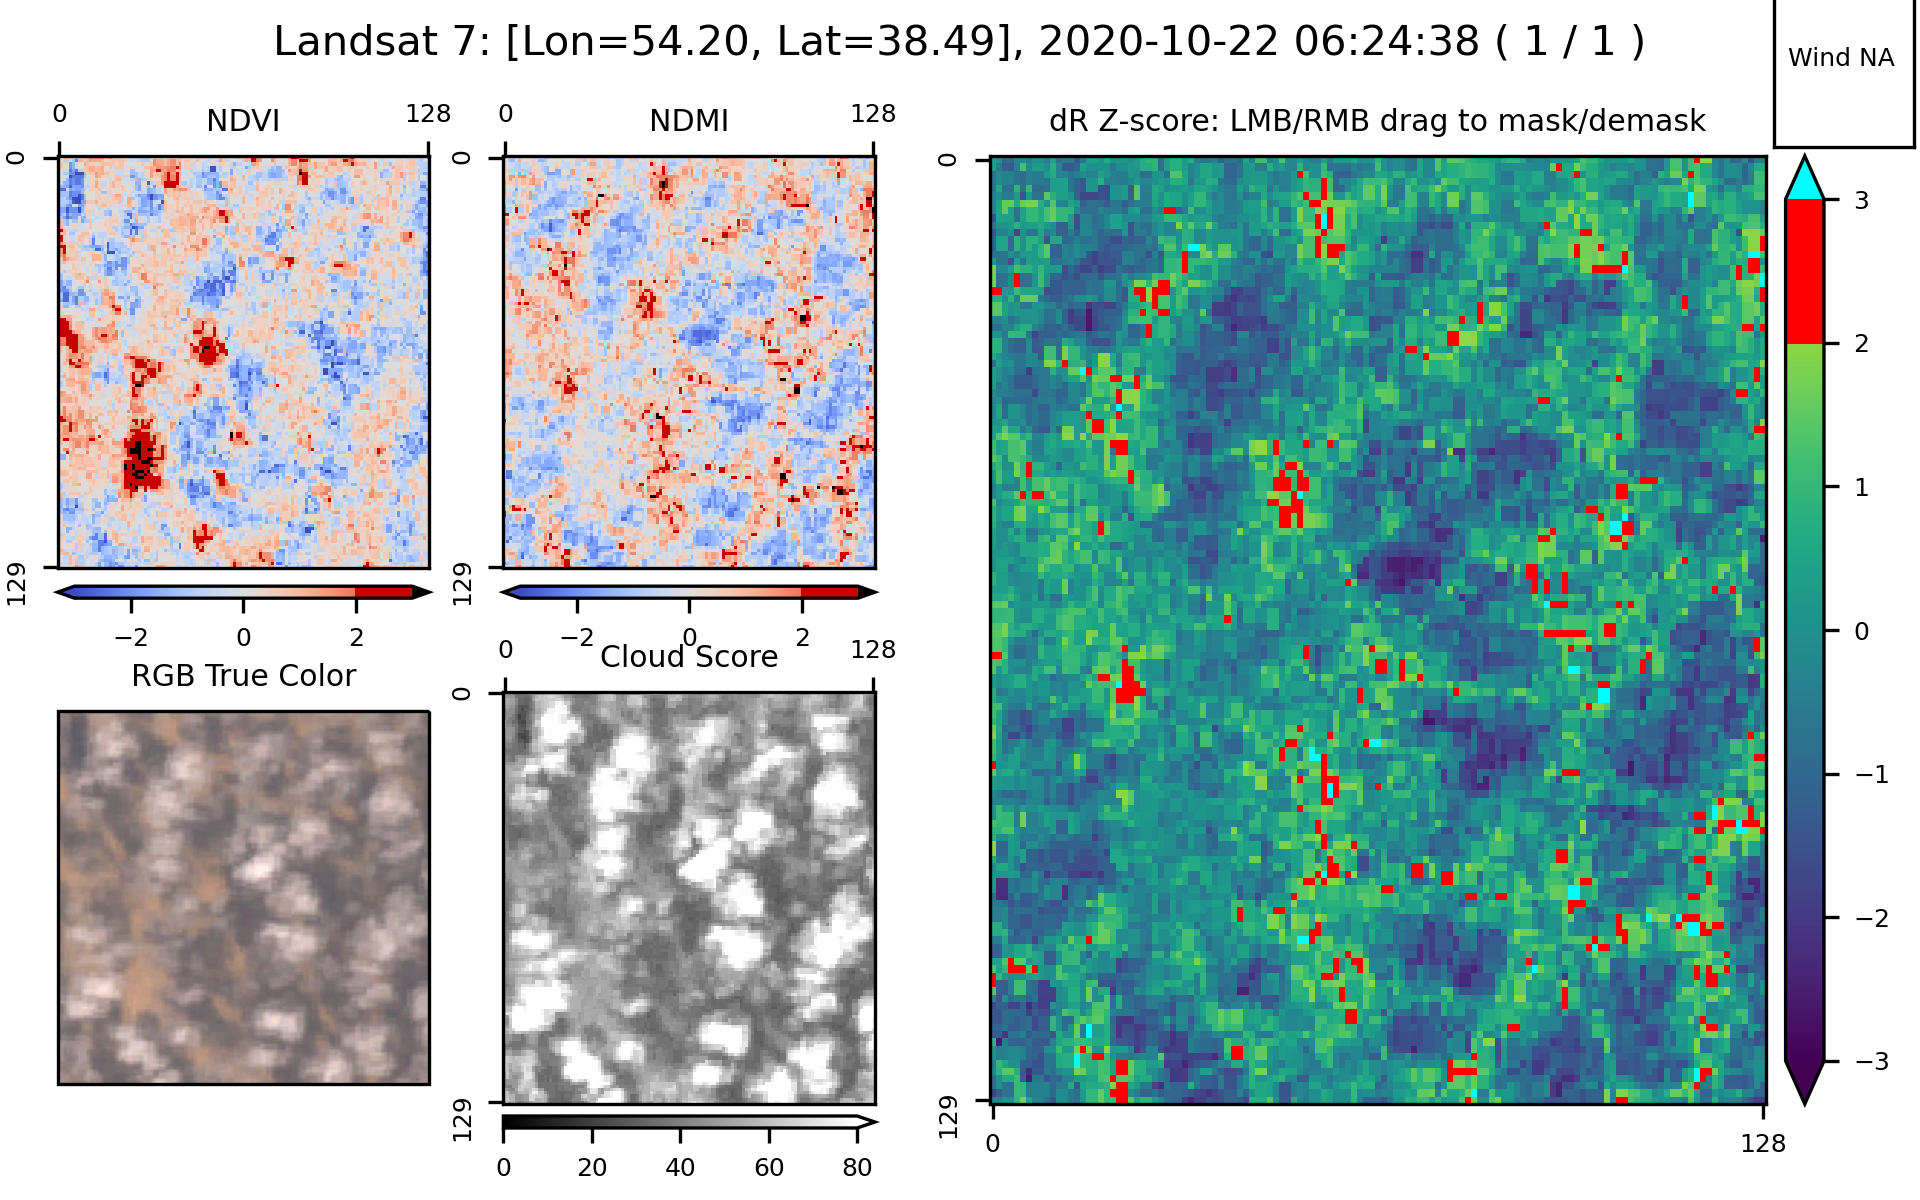 Landsat 7: [Lon=54.20, Lat=38.49], 2020-10-22 06:24:38 ( 1 / 1 )
Wind NA
NDVI
0 128
0
129
−2 0 2
NDMI
0 128
0
129
−2 0 2
dR Z-score: LMB/RMB drag to mask/demask
0
129
0 128
3
2
1
0
−1
−2
−3
RGB True Color
Cloud Score
0 128
0
129
0 20 40 60 80